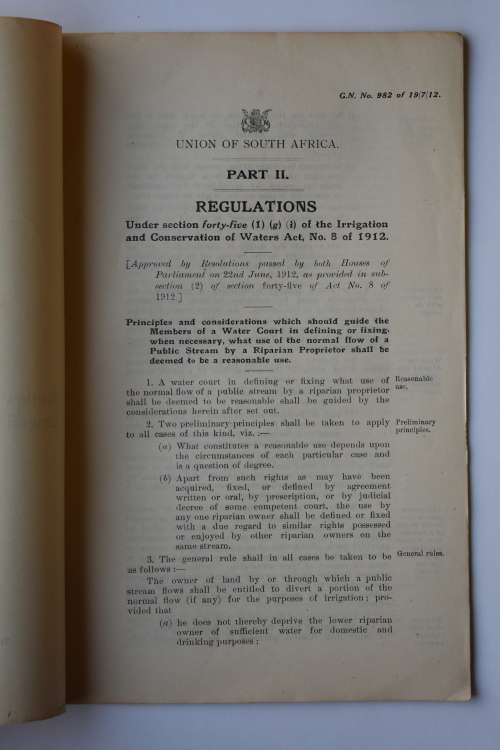 G.N. No. 982 of 19/7/12.
UNION OF SOUTH AFRICA.
PART II.
REGULATIONS
Under section forty-five (1) (g) (i) of the Irrigation
and Conservation of Waters Act, No. 8 of 1912.
[Approved by Resolutions passed by both Houses of
Parliament on 22nd June, 1912, as provided in sub-
section (2) of section forty-five of Act No. 8 of
1912.]
Principles and considerations which should guide the
Members of a Water Court in defining or fixing,
when necessary, what use of the normal flow of a
Public Stream by a Riparian Proprietor shall be
deemed to be a reasonable use.
1. A water court in defining or fixing what use of
the normal flow of a public stream by a riparian proprietor
shall be deemed to be reasonable shall be guided by the
considerations herein after set out.
Reasonable
use.
2. Two preliminary principles shall be taken to apply
to all cases of this kind, viz. :—
Preliminary
principles.
(a) What constitutes a reasonable use depends upon
the circumstances of each particular case and
is a question of degree.
(b) Apart from such rights as may have been
acquired, fixed, or defined by agreement
written or oral, by prescription, or by judicial
decree of some competent court, the use by
any one riparian owner shall be defined or fixed
with a due regard to similar rights possessed
or enjoyed by other riparian owners on the
same stream.
3. The general rule shall in all cases be taken to be
as follows :—
General rules.
The owner of land by or through which a public
stream flows shall be entitled to divert a portion of the
normal flow (if any) for the purposes of irrigation; pro-
vided that
(a) he does not thereby deprive the lower riparian
owner of sufficient water for domestic and
drinking purposes ;